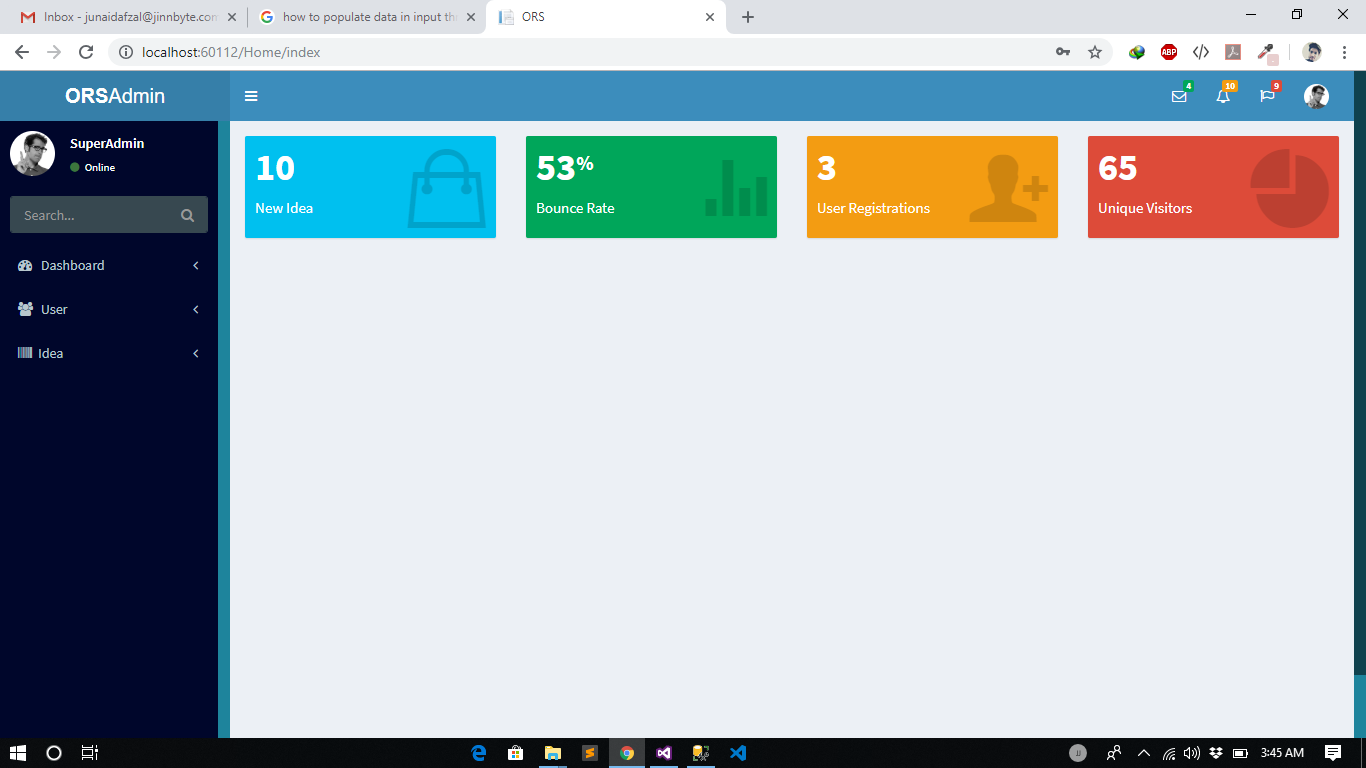 Inbox - junaidafzal@jinnbyte.com
how to populate data in input th
ORS
localhost:60112/Home/index
ABP
ORSAdmin
4
10
9
SuperAdmin
Online
Search...
Dashboard
User
Idea
10
New Idea
53%
Bounce Rate
3
User Registrations
65
Unique Visitors
3:45 AM